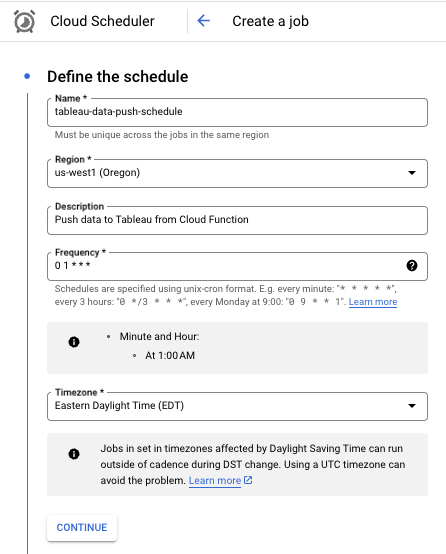 Cloud Scheduler
Create a job
Define the schedule
Name *
tableau-data-push-schedule
Must be unique across the jobs in the same region
Region *
us-west1 (Oregon)
Description
Push data to Tableau from Cloud Function
Frequency *
0 1 * * *
Schedules are specified using unix-cron format. E.g. every minute: "* * * * *",
every 3 hours: "0 */3 * * *", every Monday at 9:00: "0 9 * * 1". Learn more
Minute and Hour:
At 1:00AM
Timezone *
Eastern Daylight Time (EDT)
Jobs in set in timezones affected by Daylight Saving Time can run
outside of cadence during DST change. Using a UTC timezone can
avoid the problem. Learn more
CONTINUE